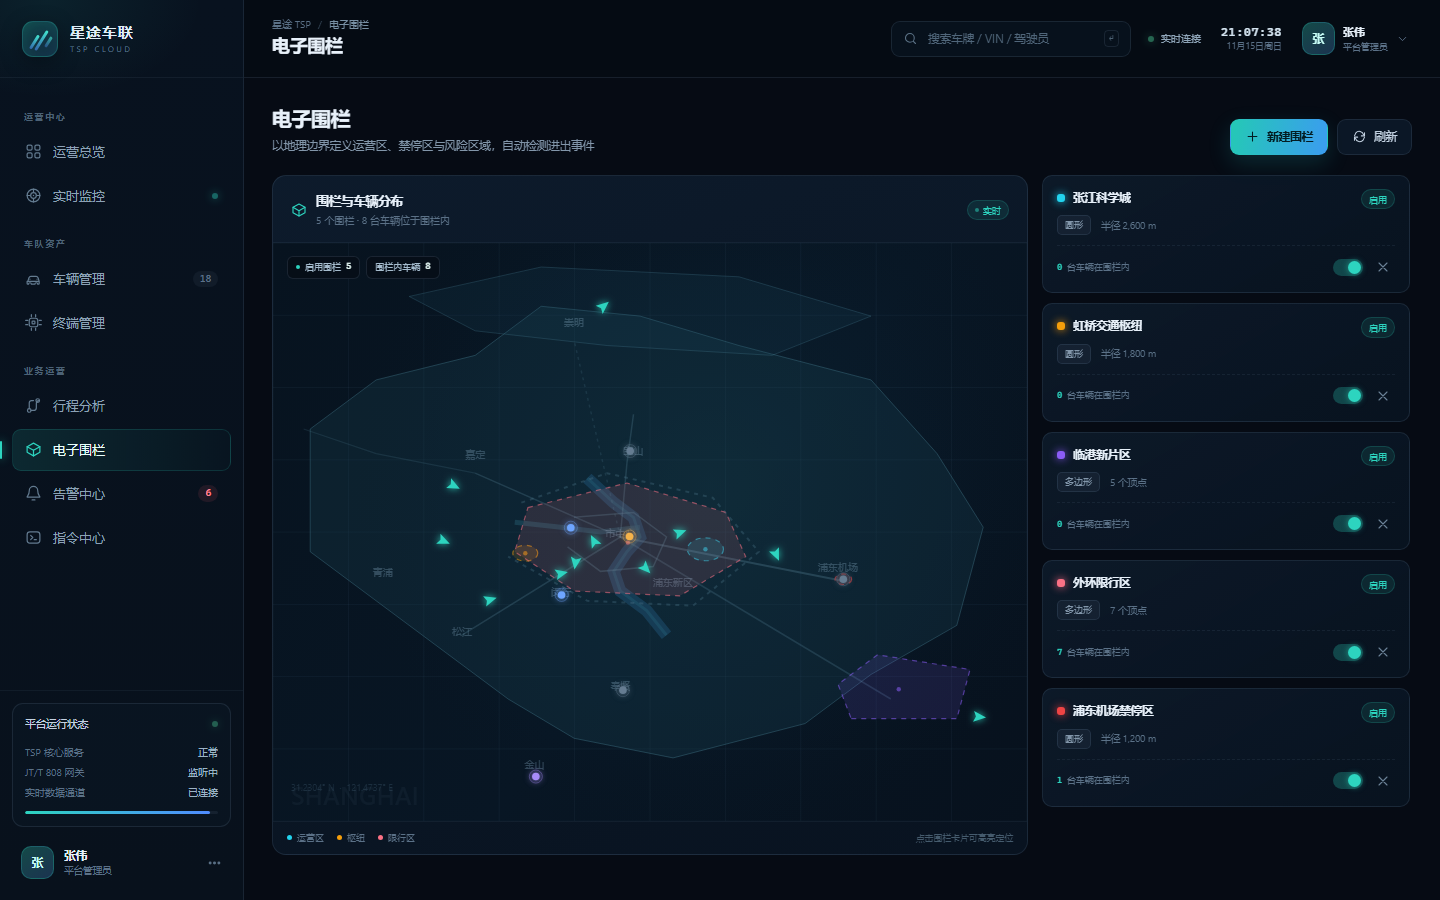 星途车联
TSP CLOUD
运营中心
运营总览
实时监控
车队资产
车辆管理 18
终端管理
业务运营
行程分析
电子围栏
告警中心 6
指令中心
平台运行状态
TSP 核心服务 正常
JT/T 808 网关 监听中
实时数据通道 已连接
张 张伟
平台管理员
星途 TSP / 电子围栏
电子围栏
搜索车牌 / VIN / 驾驶员
实时连接
21:07:38
11月15日周日
张 张伟
平台管理员
电子围栏
以地理边界定义运营区、禁停区与风险区域，自动检测进出事件
新建围栏
刷新
围栏与车辆分布
5 个围栏 · 8 台车辆位于围栏内
实时
启用围栏 5
围栏内车辆 8
崇明
嘉定
青浦
浦东机场
浦东新区
松江
金山
SHANGHAI
运营区
枢纽
限行区
点击围栏卡片可高亮定位
张江科学城 启用
圆形 半径 2,600 m
0 台车辆在围栏内
虹桥交通枢纽 启用
圆形 半径 1,800 m
0 台车辆在围栏内
临港新片区 启用
多边形 5 个顶点
0 台车辆在围栏内
外环限行区 启用
多边形 7 个顶点
7 台车辆在围栏内
浦东机场禁停区 启用
圆形 半径 1,200 m
1 台车辆在围栏内